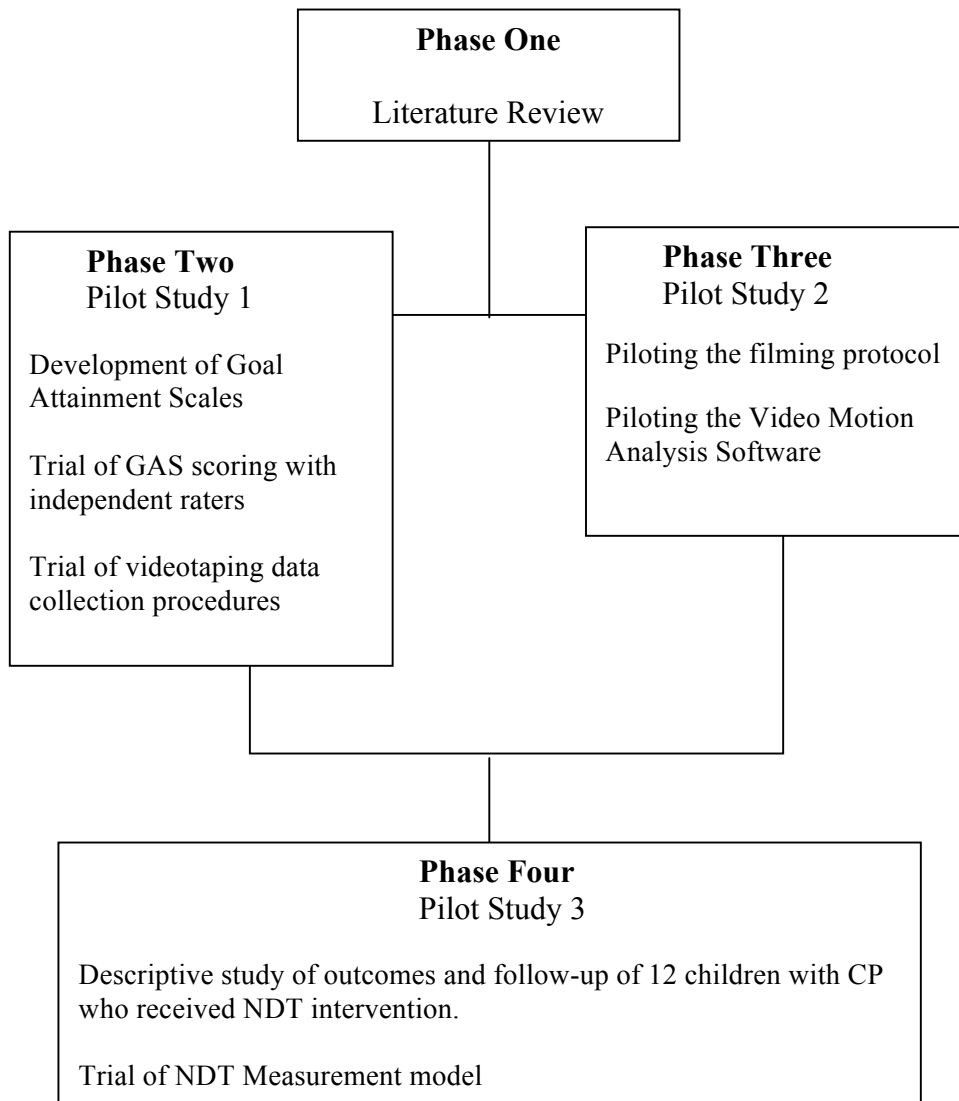 Phase One
Literature Review
Phase Two
Pilot Study 1
Development of Goal
Attainment Scales
Trial of GAS scoring with
independent raters
Trial of videotaping data
collection procedures
Phase Three
Pilot Study 2
Piloting the filming protocol
Piloting the Video Motion
Analysis Software
Phase Four
Pilot Study 3
Descriptive study of outcomes and follow-up of 12 children with CP
who received NDT intervention.
Trial of NDT Measurement model